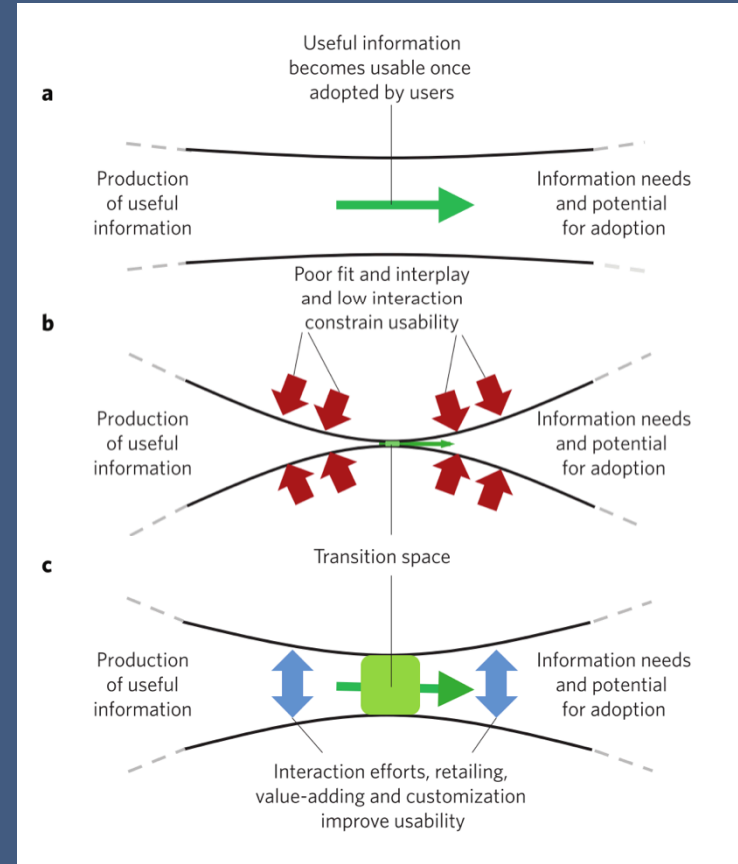 a
Useful information
becomes usable once
adopted by users
Production
of useful
information
Information needs
and potential
for adoption
b
Poor fit and interplay
and low interaction
constrain usability
Production
of useful
information
Information needs
and potential
for adoption
Transition space
c
Production
of useful
information
Information needs
and potential
for adoption
Interaction efforts, retailing,
value-adding and customization
improve usability